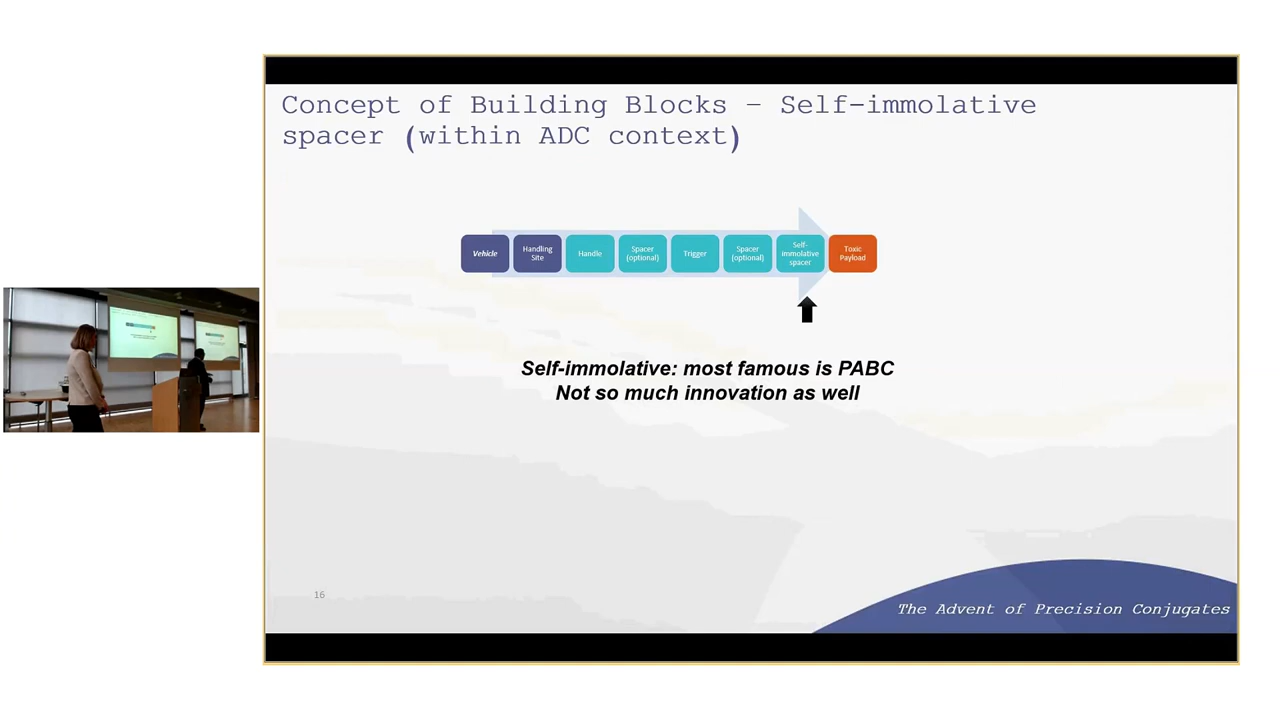 Concept of Building Blocks – Self-immolative
spacer (within ADC context)
Vehicle
Handling
Site
Handle
Spacer
(optional)
Trigger
Spacer
(optional)
Self-
immolative
spacer
Toxic
Payload
Self-immolative: most famous is PABC
Not so much innovation as well
16
The Advent of Precision Conjugates